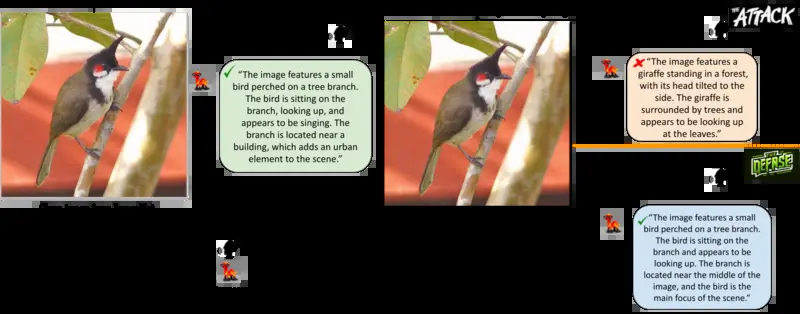 THE ATTACK
"The image features a small
bird perched on a tree branch.
The bird is sitting on the
branch, looking up, and
appears to be singing. The
branch is located near a
building, which adds an urban
element to the scene."
"The image features a
giraffe standing in a forest,
with its head tilted to the
side. The giraffe is
surrounded by trees and
appears to be looking up
at the leaves."
"The image features a small
bird perched on a tree branch.
The bird is sitting on the
branch and appears to be
looking up. The branch is
located near the middle of the
image, and the bird is the
main focus of the scene."